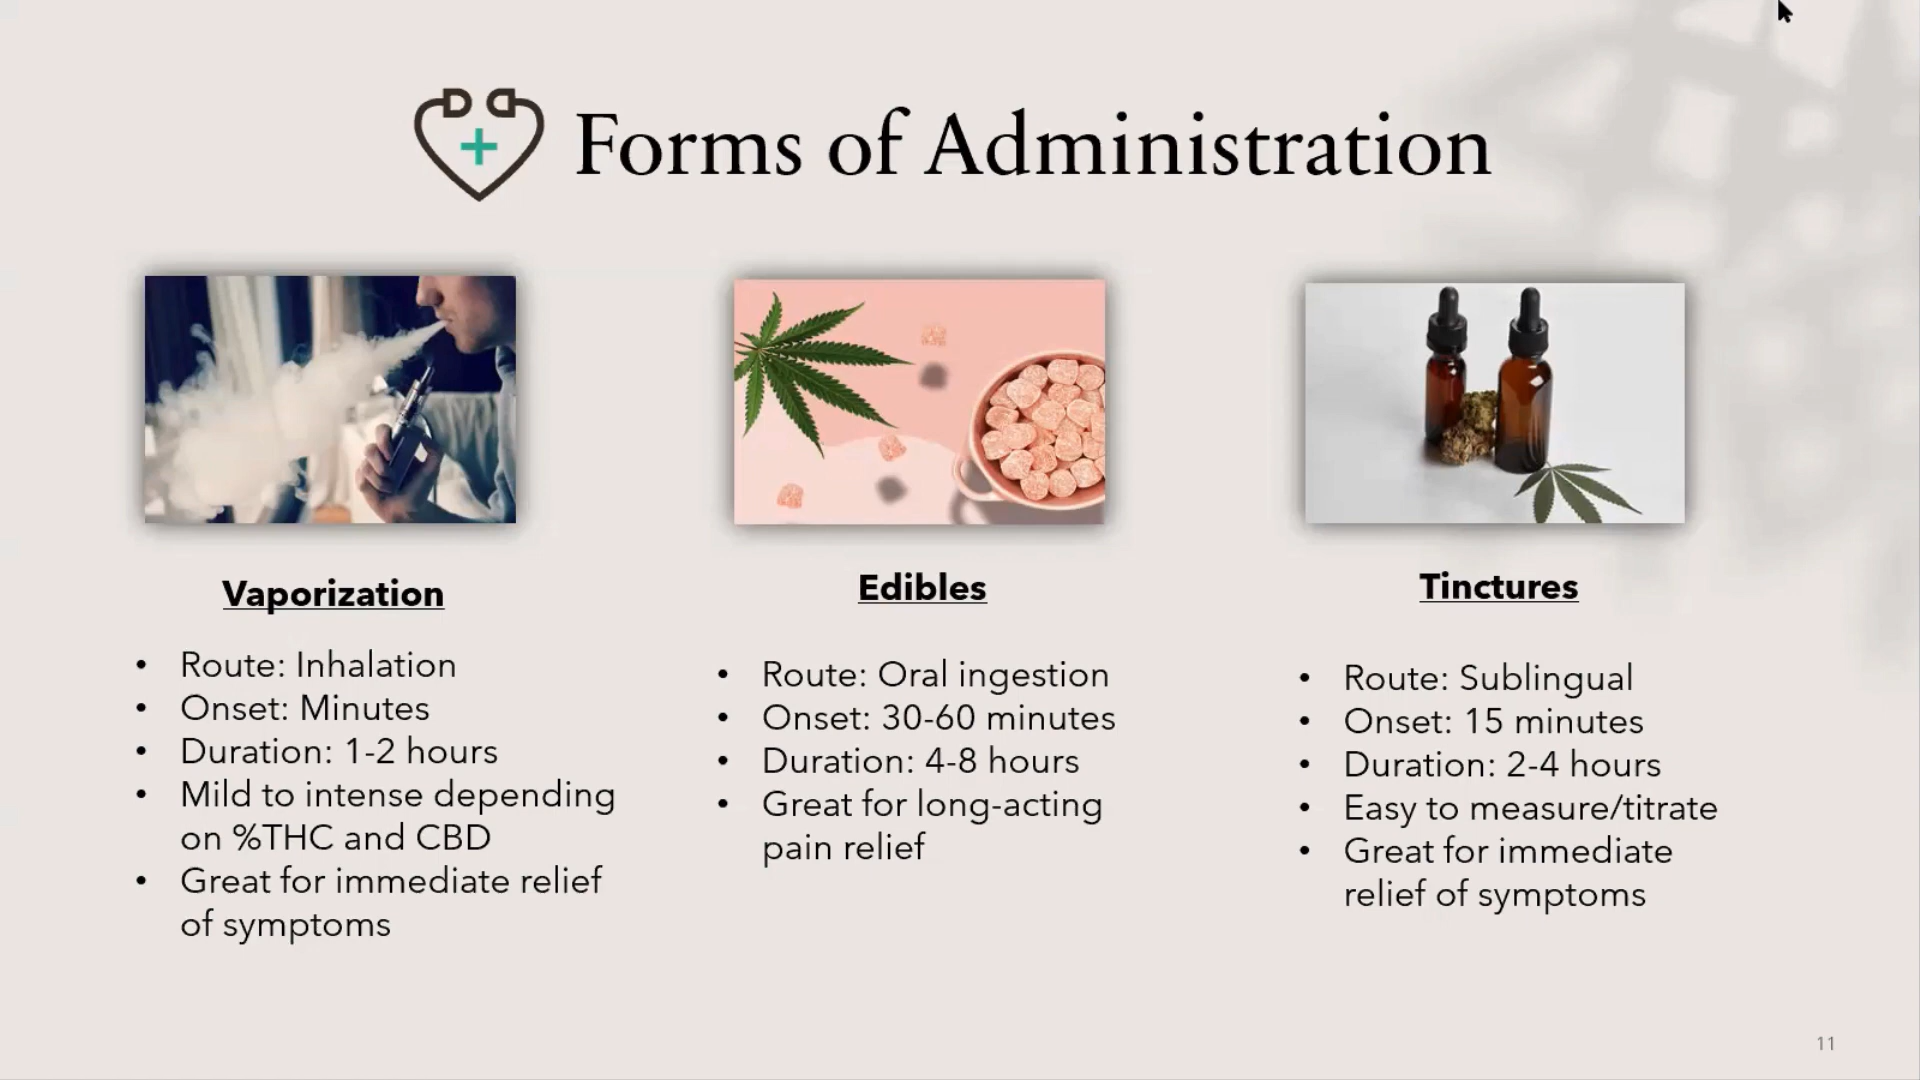 Forms of Administration
Vaporization
• Route: Inhalation
• Onset: Minutes
• Duration: 1-2 hours
• Mild to intense depending
on %THC and CBD
• Great for immediate relief
of symptoms
Edibles
• Route: Oral ingestion
• Onset: 30-60 minutes
• Duration: 4-8 hours
• Great for long-acting
pain relief
Tinctures
• Route: Sublingual
• Onset: 15 minutes
• Duration: 2-4 hours
• Easy to measure/titrate
• Great for immediate
relief of symptoms
11